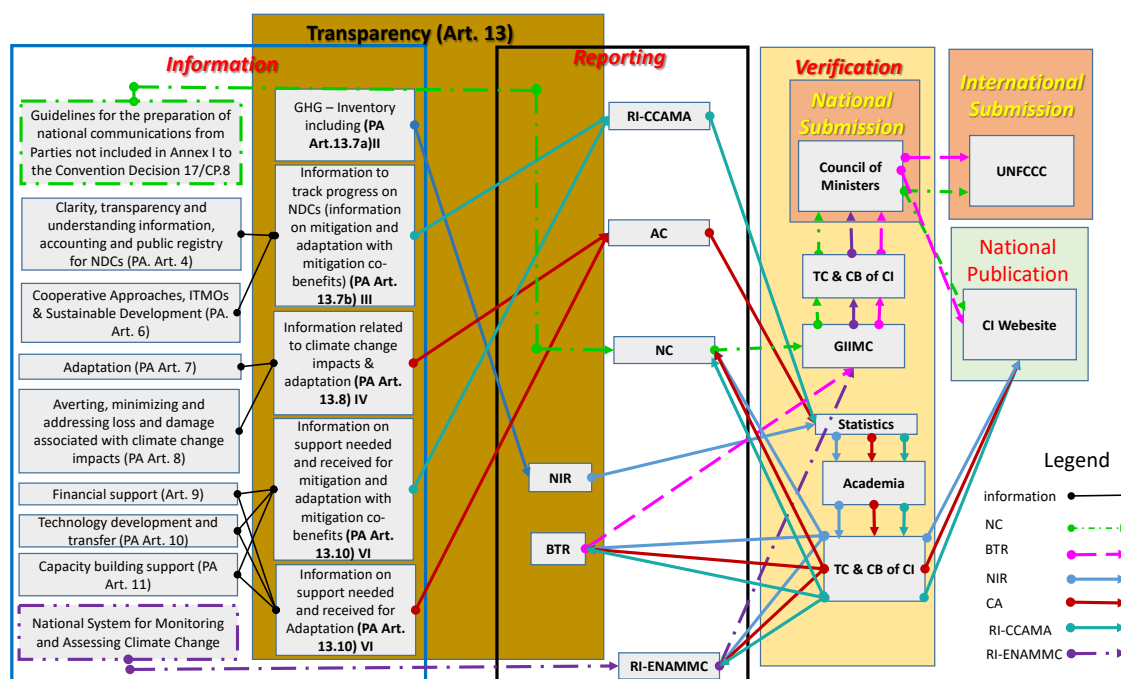 Transparency (Art. 13)
Information
Guidelines for the preparation of
national communications from
Parties not included in Annex I to
the Convention Decision 17/CP.8
Clarity, transparency and
understanding information,
accounting and public registry
for NDCs (PA. Art. 4)
Cooperative Approaches, ITMOs
& Sustainable Development (PA.
Art. 6)
Adaptation (PA Art. 7)
Averting, minimizing and
addressing loss and damage
associated with climate change
impacts (PA Art. 8)
Financial support (Art. 9)
Technology development and
transfer (PA Art. 10)
Capacity building support (PA
Art. 11)
National System for Monitoring
and Assessing Climate Change
GHG – Inventory
including (PA
Art.13.7a)II
Information to
track progress on
NDCs (information
on mitigation and
adaptation with
mitigation co-
benefits) (PA Art.
13.7b) III
Information related
to climate change
impacts &
adaptation (PA Art.
13.8) IV
Information on
support needed
and received for
mitigation and
adaptation with
mitigation co-
benefits (PA Art.
13.10) VI
Information on
support needed
and received for
Adaptation (PA Art.
13.10) VI
Reporting
RI-CCAMA
AC
NC
NIR
BTR
RI-ENAMMC
Verification
National
Submission
Council of
Ministers
TC & CB of CI
GIIMC
Statistics
Academia
TC & CB of CI
International
Submission
UNFCCC
National
Publication
CI Webesite
Legend
information
NC
BTR
NIR
CA
RI-CCAMA
RI-ENAMMC